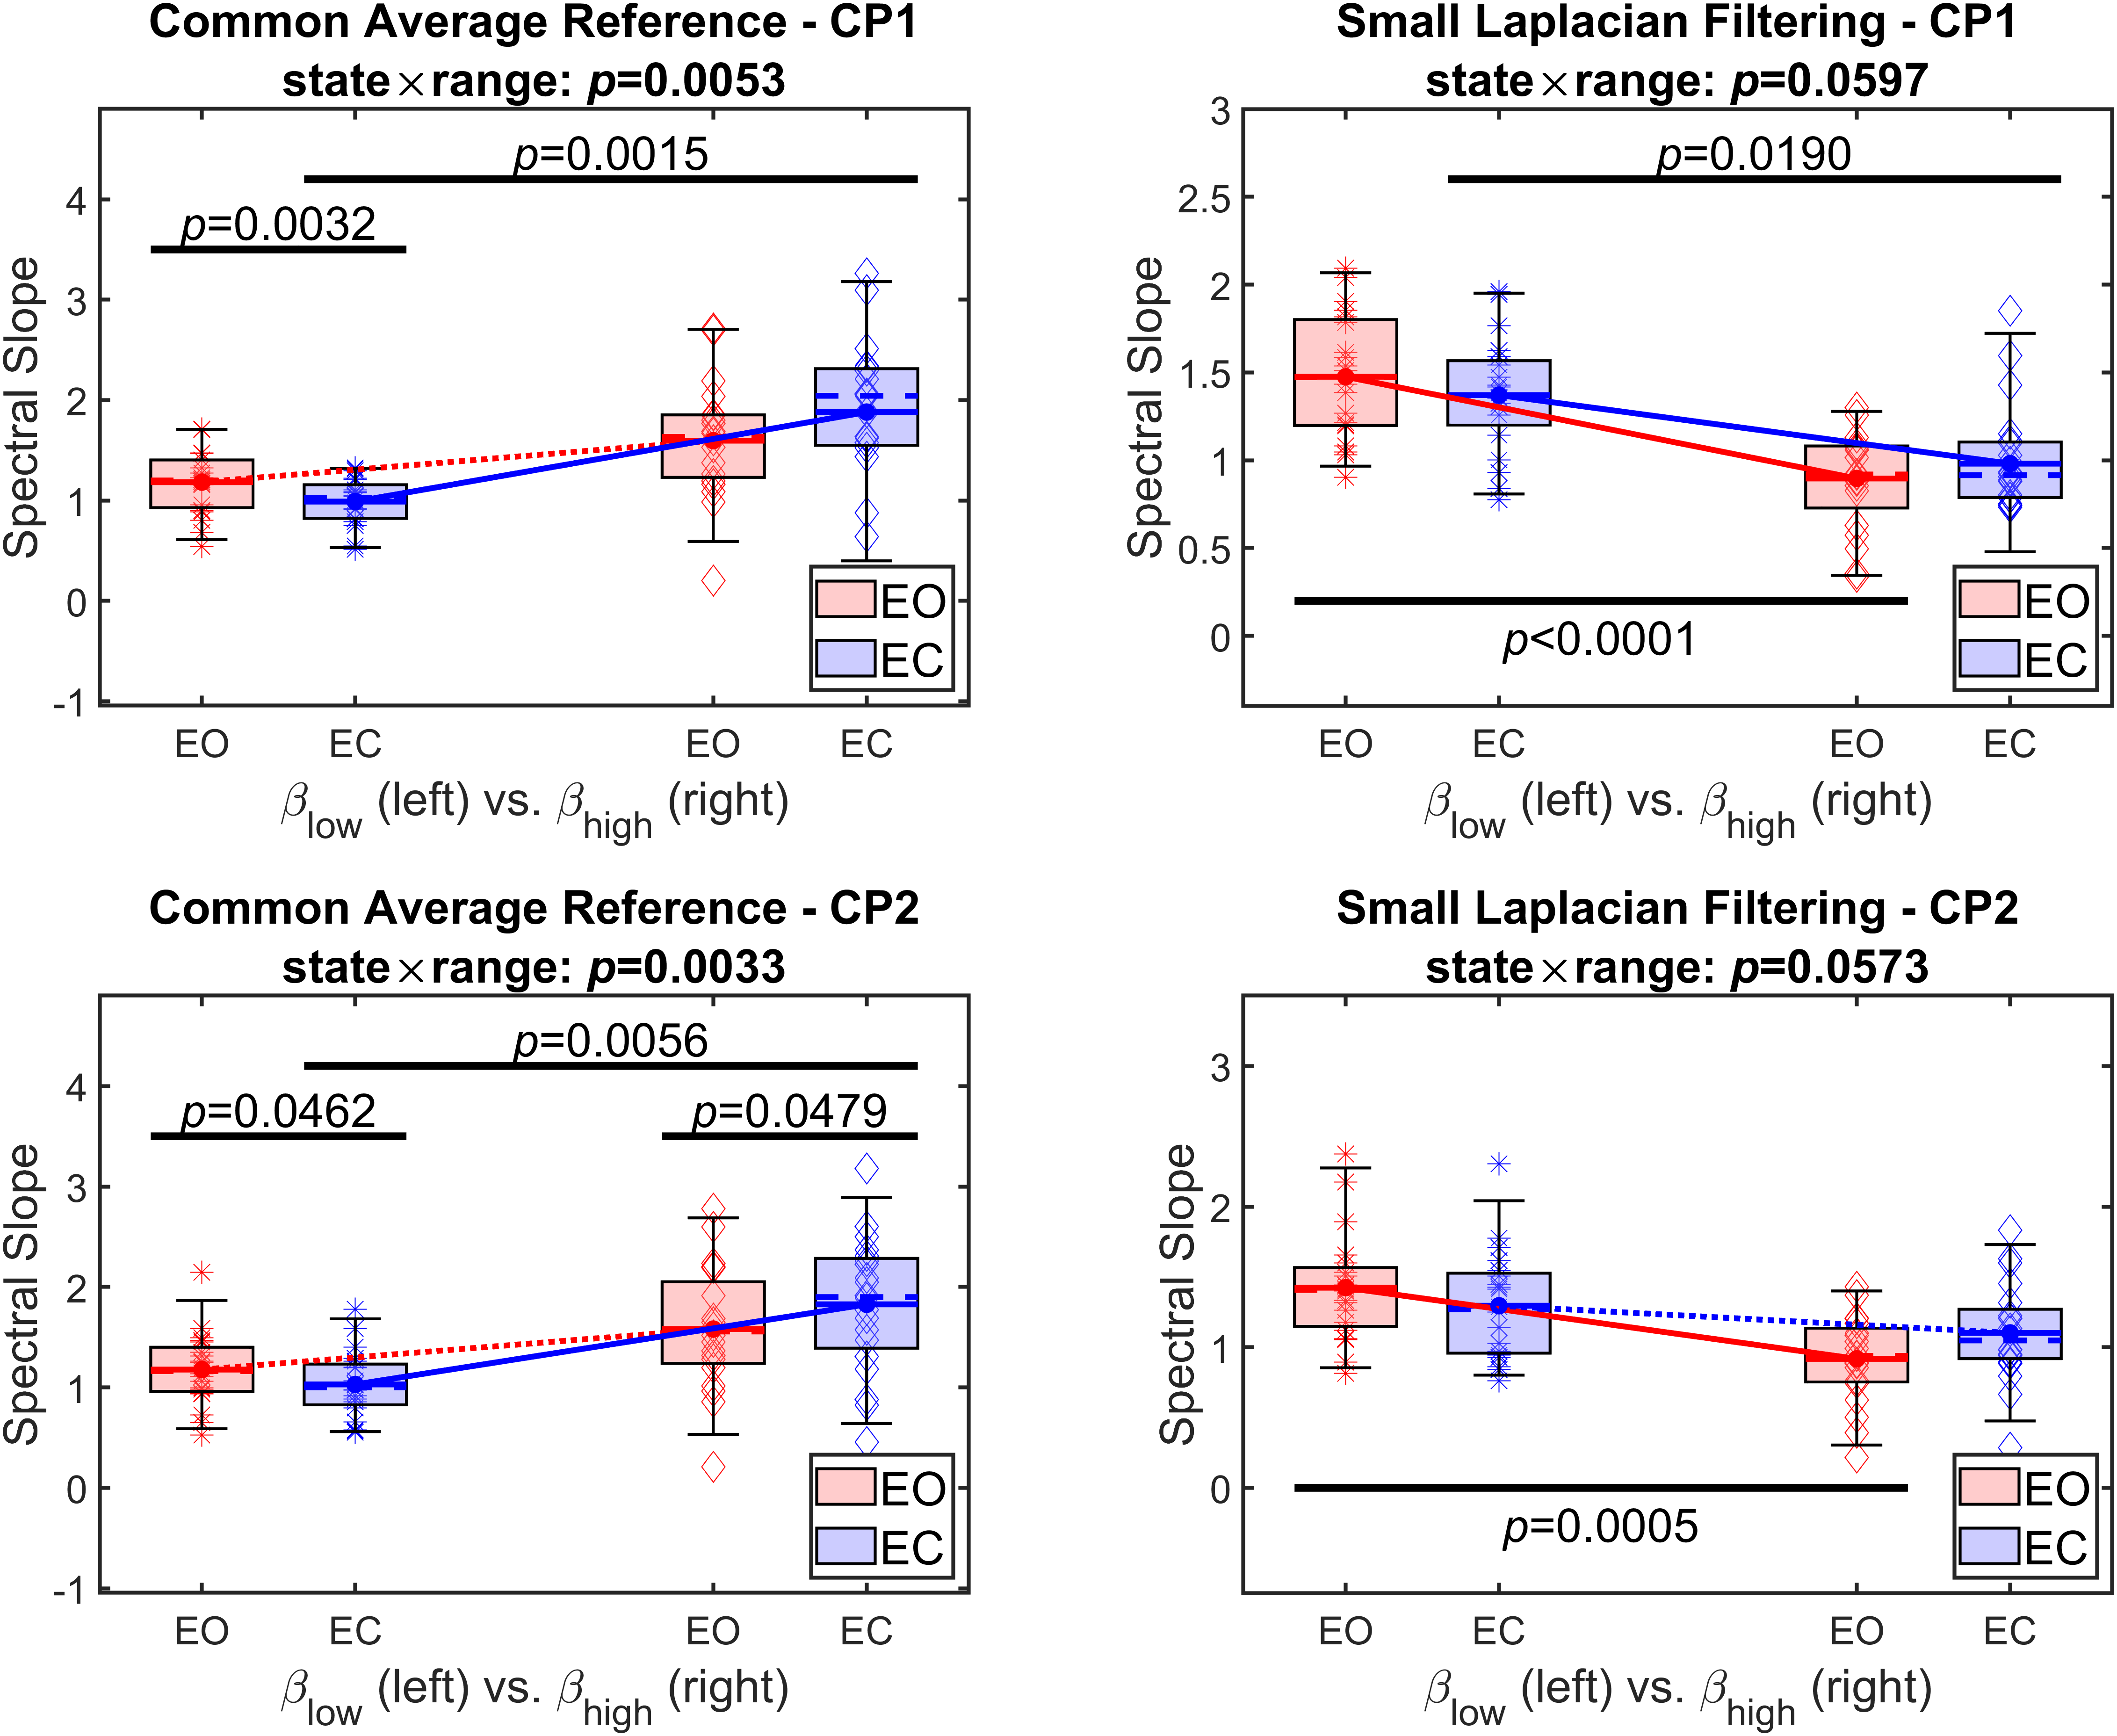 Common Average Reference - CP1
state×range: p=0.0053
p=0.0015
p=0.0032
Spectral Slope
4
3
2
1
0
-1
EO
EC
EO EC EO EC
βlow (left) vs. βhigh (right)
Small Laplacian Filtering - CP1
state×range: p=0.0597
p=0.0190
Spectral Slope
3
2.5
2
1.5
1
0.5
0
p<0.0001
EO
EC
EO EC EO EC
βlow (left) vs. βhigh (right)
Common Average Reference - CP2
state×range: p=0.0033
p=0.0056
p=0.0462 p=0.0479
Spectral Slope
4
3
2
1
0
-1
EO
EC
EO EC EO EC
βlow (left) vs. βhigh (right)
Small Laplacian Filtering - CP2
state×range: p=0.0573
Spectral Slope
3
2
1
0
p=0.0005
EO
EC
EO EC EO EC
βlow (left) vs. βhigh (right)